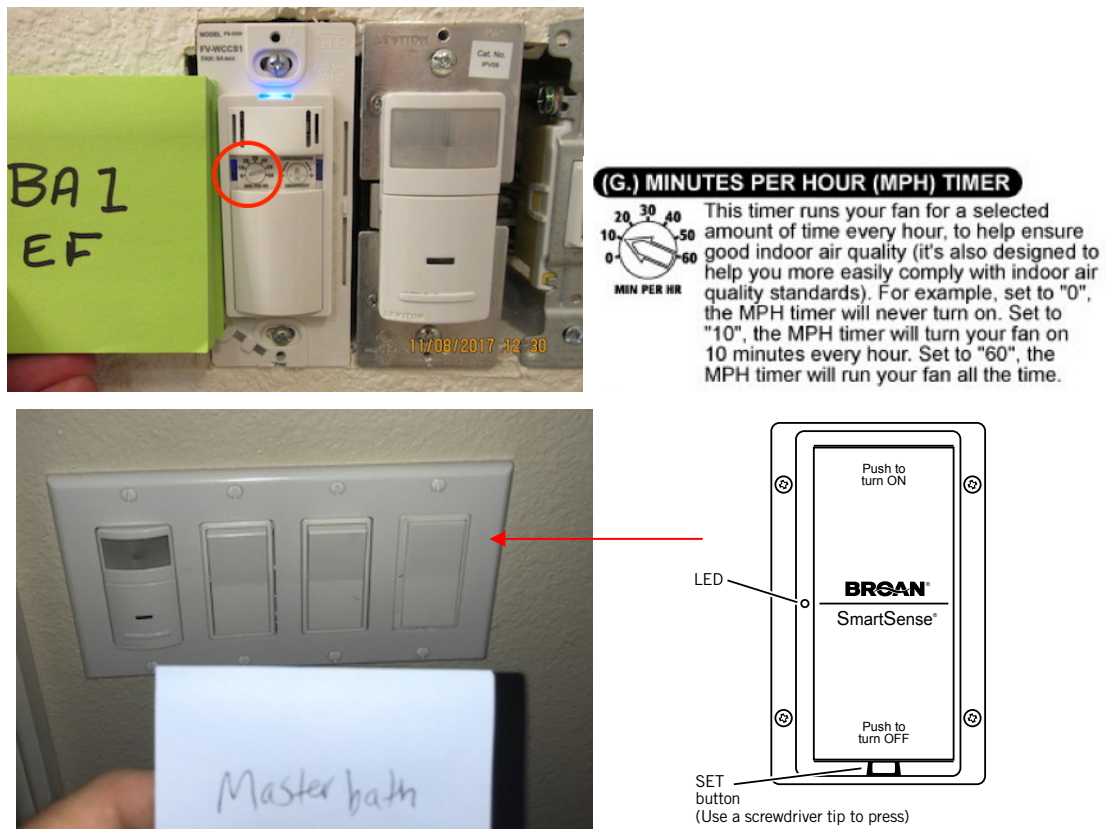 FV-WCCS1
LEVITON
Cat. No.
IPV05
BA1
EF
LEVITON
11/08/2017 12:30
(G.) MINUTES PER HOUR (MPH) TIMER
0 10 20 30 40 50 60
MIN PER HR
This timer runs your fan for a selected
amount of time every hour, to help ensure
good indoor air quality (it's also designed to
help you more easily comply with indoor air
quality standards). For example, set to "0",
the MPH timer will never turn on. Set to
"10", the MPH timer will turn your fan on
10 minutes every hour. Set to "60", the
MPH timer will run your fan all the time.
Master bath
Push to
turn ON
LED
BROAN®
SmartSense®
Push to
turn OFF
SET
button
(Use a screwdriver tip to press)